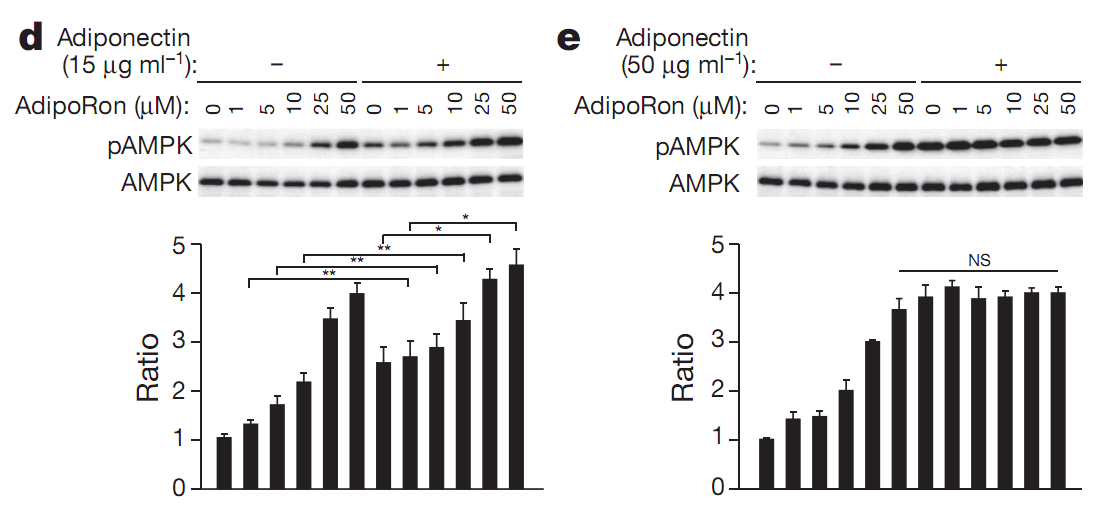 d Adiponectin
(15 μg ml⁻¹): − +
AdipoRon (μM): 0 1 5 10 25 50 0 1 5 10 25 50
pAMPK
AMPK
*
*
**
**
**
5
4
3
2
1
0
Ratio
e Adiponectin
(50 μg ml⁻¹): − +
AdipoRon (μM): 0 1 5 10 25 50 0 1 5 10 25 50
pAMPK
AMPK
NS
5
4
3
2
1
0
Ratio